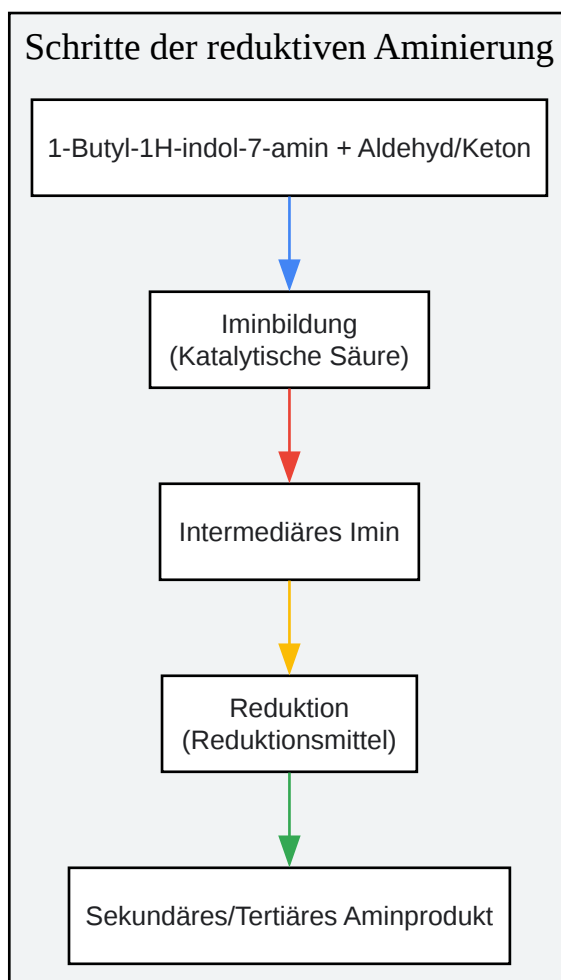 Schritte der reduktiven Aminierung
1-Butyl-1H-indol-7-amin + Aldehyd/Keton
Iminbildung
(Katalytische Säure)
Intermediäres Imin
Reduktion
(Reduktionsmittel)
Sekundäres/Tertiäres Aminprodukt